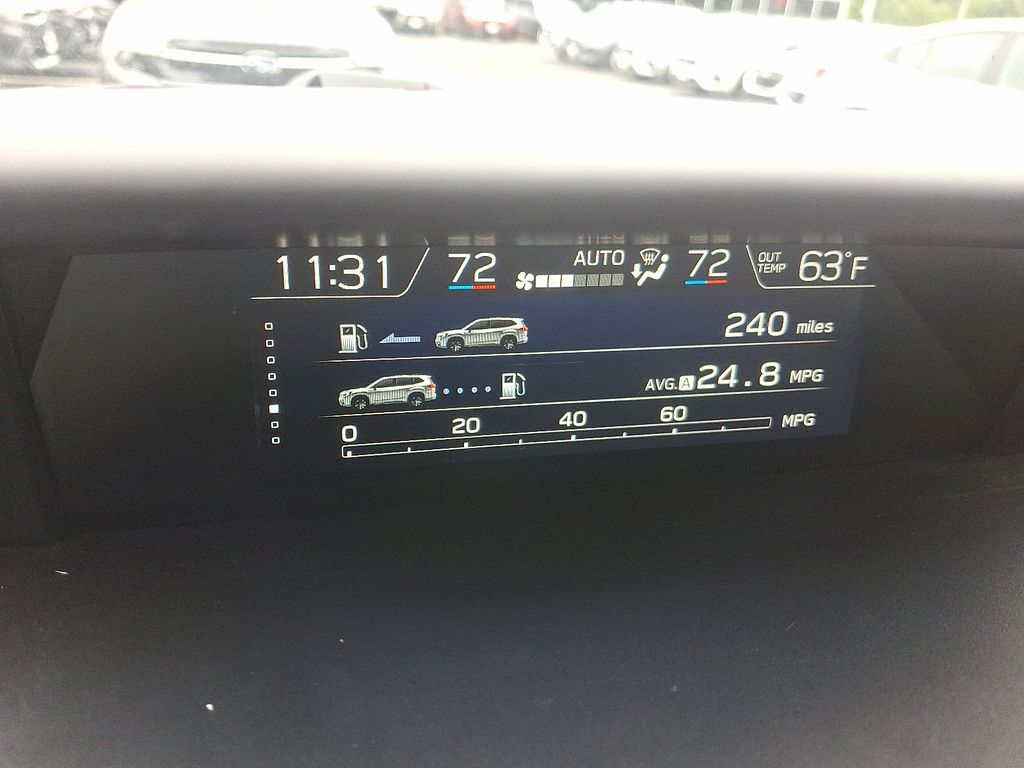 11:31 72 AUTO 72 OUT TEMP 63°F
240 miles
AVG. A 24.8 MPG
0 20 40 60 MPG